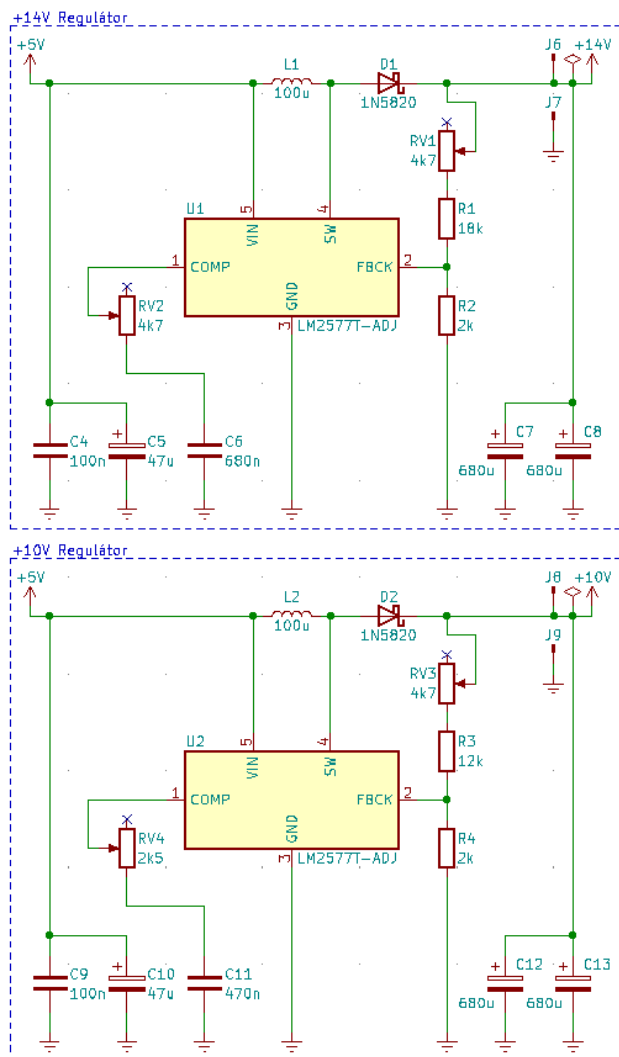 +14V Regulátor
+5V
L1
100u
D1
1N5820
J6
+14V
J7
RV1
4k7
R1
18k
U1
5
VIN
4
SW
1
COMP
FBCK
2
GND
3
LM2577T-ADJ
RV2
4k7
R2
2k
+
C4
100n
C5
47u
C6
680n
+
C7
680u
+
C8
680u
+10V Regulátor
+5V
L2
100u
D2
1N5820
J8
+10V
J9
RV3
4k7
R3
12k
U2
5
VIN
4
SW
1
COMP
FBCK
2
GND
3
LM2577T-ADJ
RV4
2k5
R4
2k
+
C9
100n
C10
47u
C11
470n
+
C12
680u
+
C13
680u